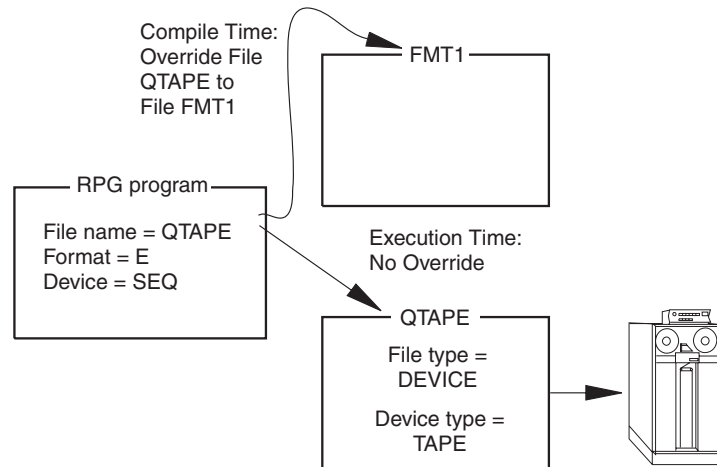 Compile Time:
Override File
QTAPE to
File FMT1
FMT1
RPG program
File name = QTAPE
Format = E
Device = SEQ
Execution Time:
No Override
QTAPE
File type =
DEVICE
Device type =
TAPE